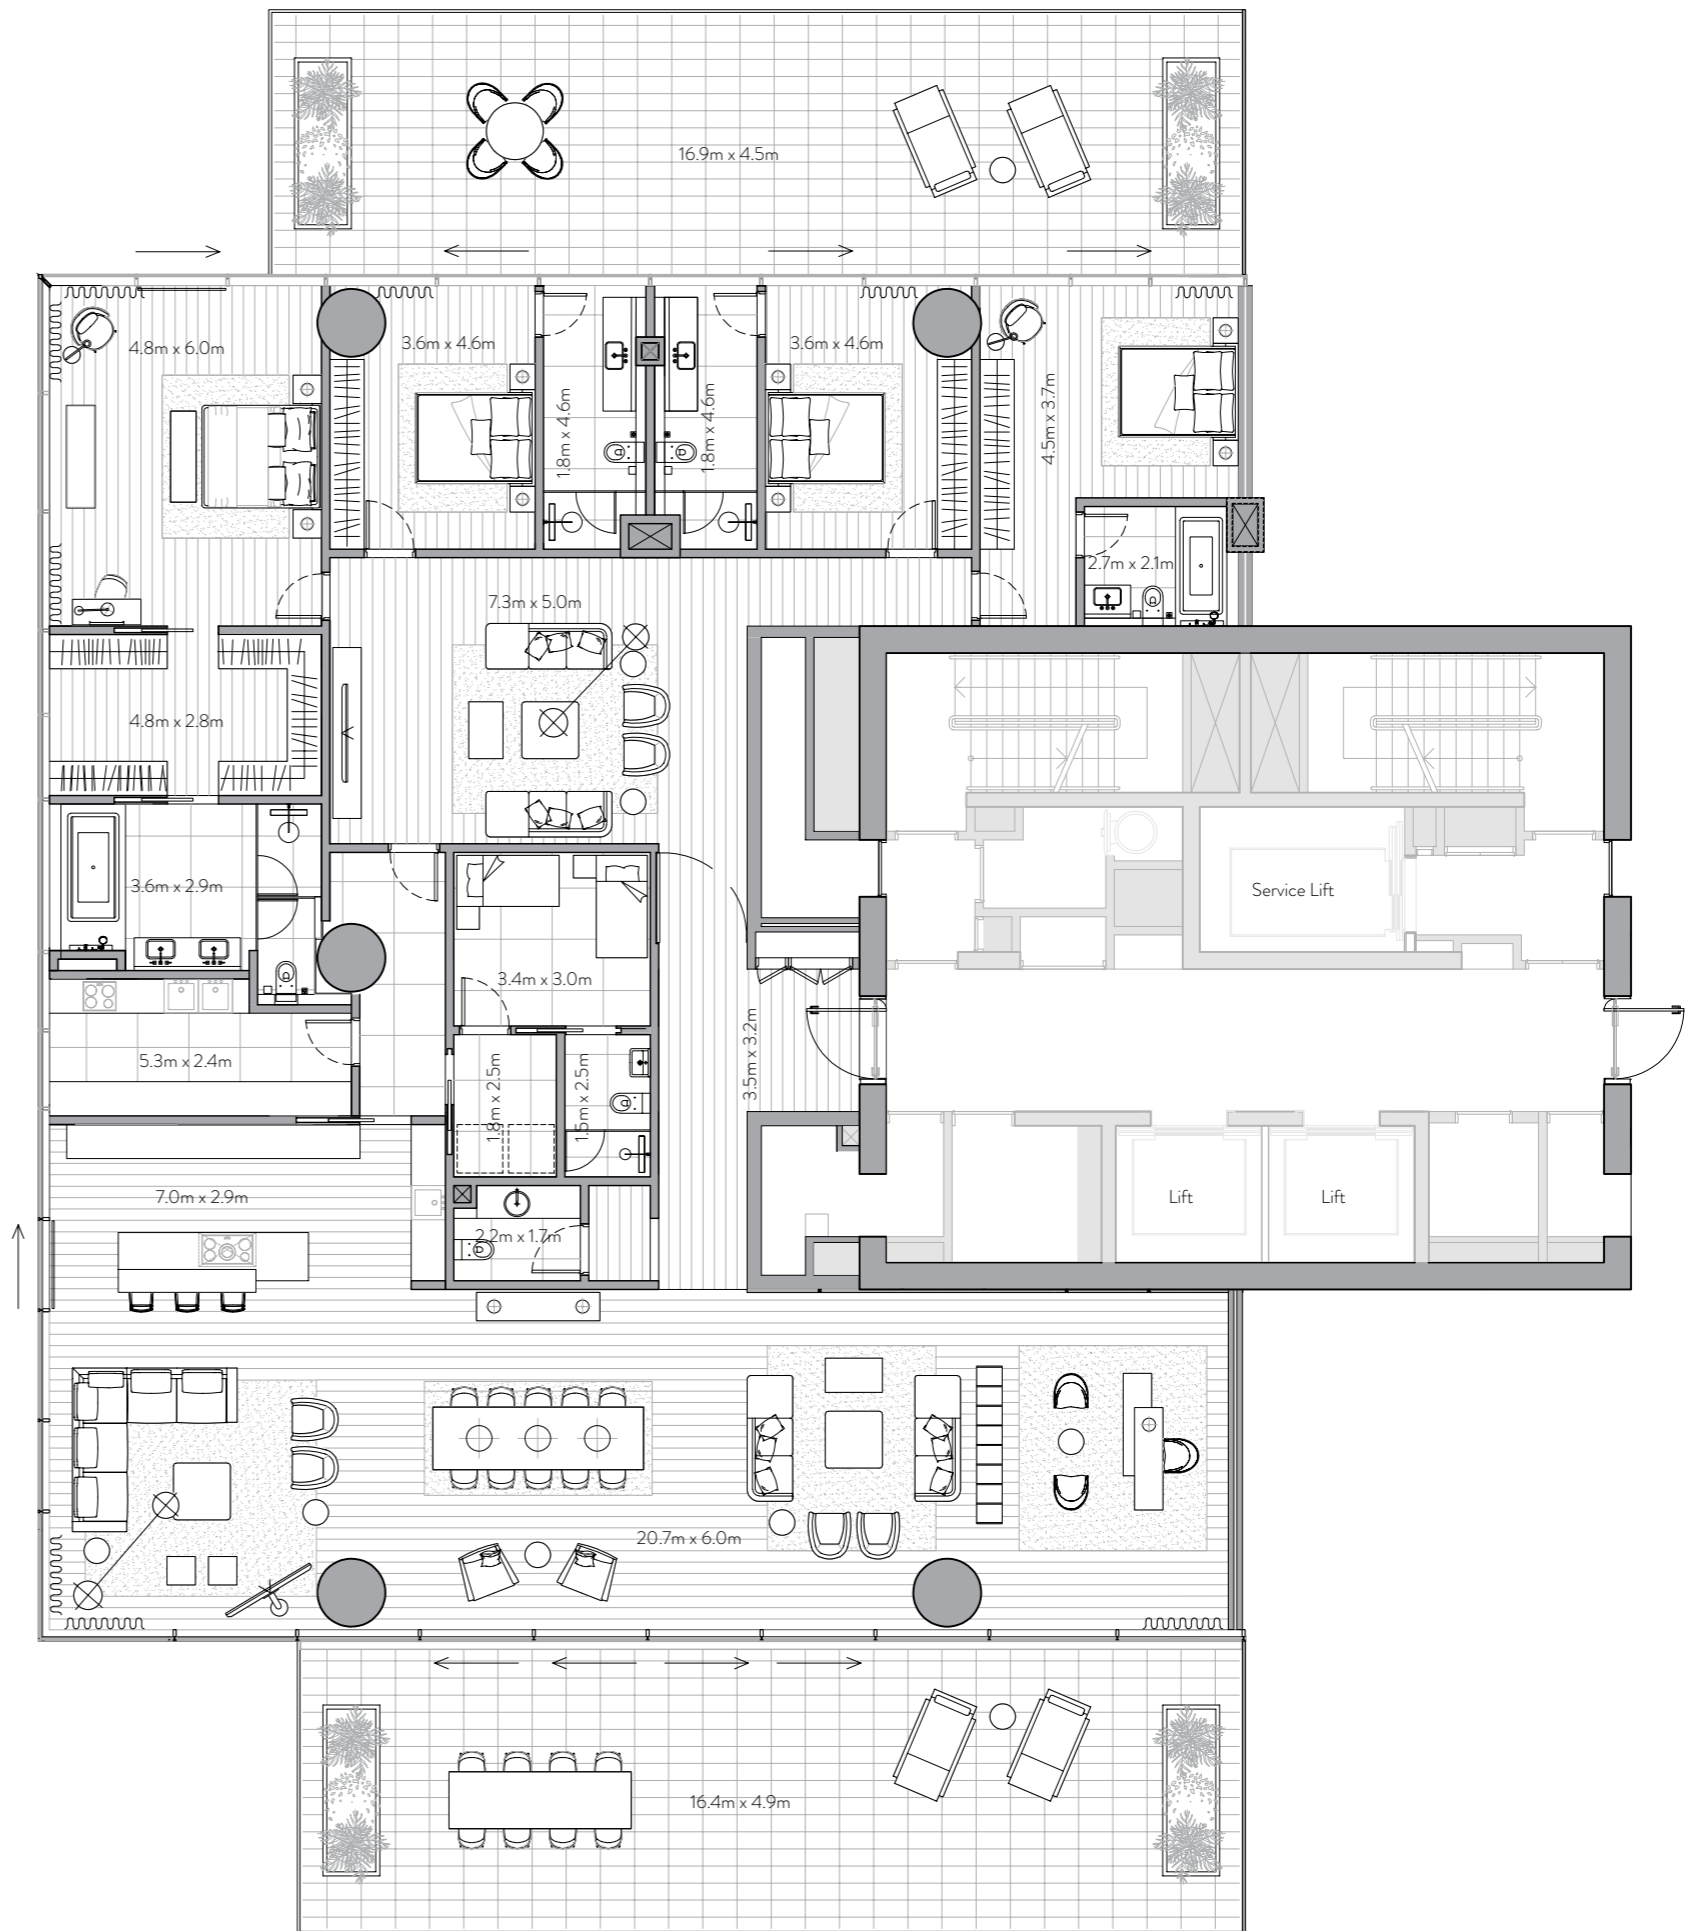 16.9m x 4.5m
4.8m x 6.0m
3.6m x 4.6m
3.6m x 4.6m
1.8m x 4.6m
1.8m x 4.6m
4.5m x 3.7m
2.7m x 2.1m
7.3m x 5.0m
4.8m x 2.8m
3.6m x 2.9m
Service Lift
3.4m x 3.0m
3.5m x 3.2m
5.3m x 2.4m
1.8m x 2.5m
1.5m x 2.5m
7.0m x 2.9m
Lift
Lift
2.2m x 1.7m
20.7m x 6.0m
16.4m x 4.9m